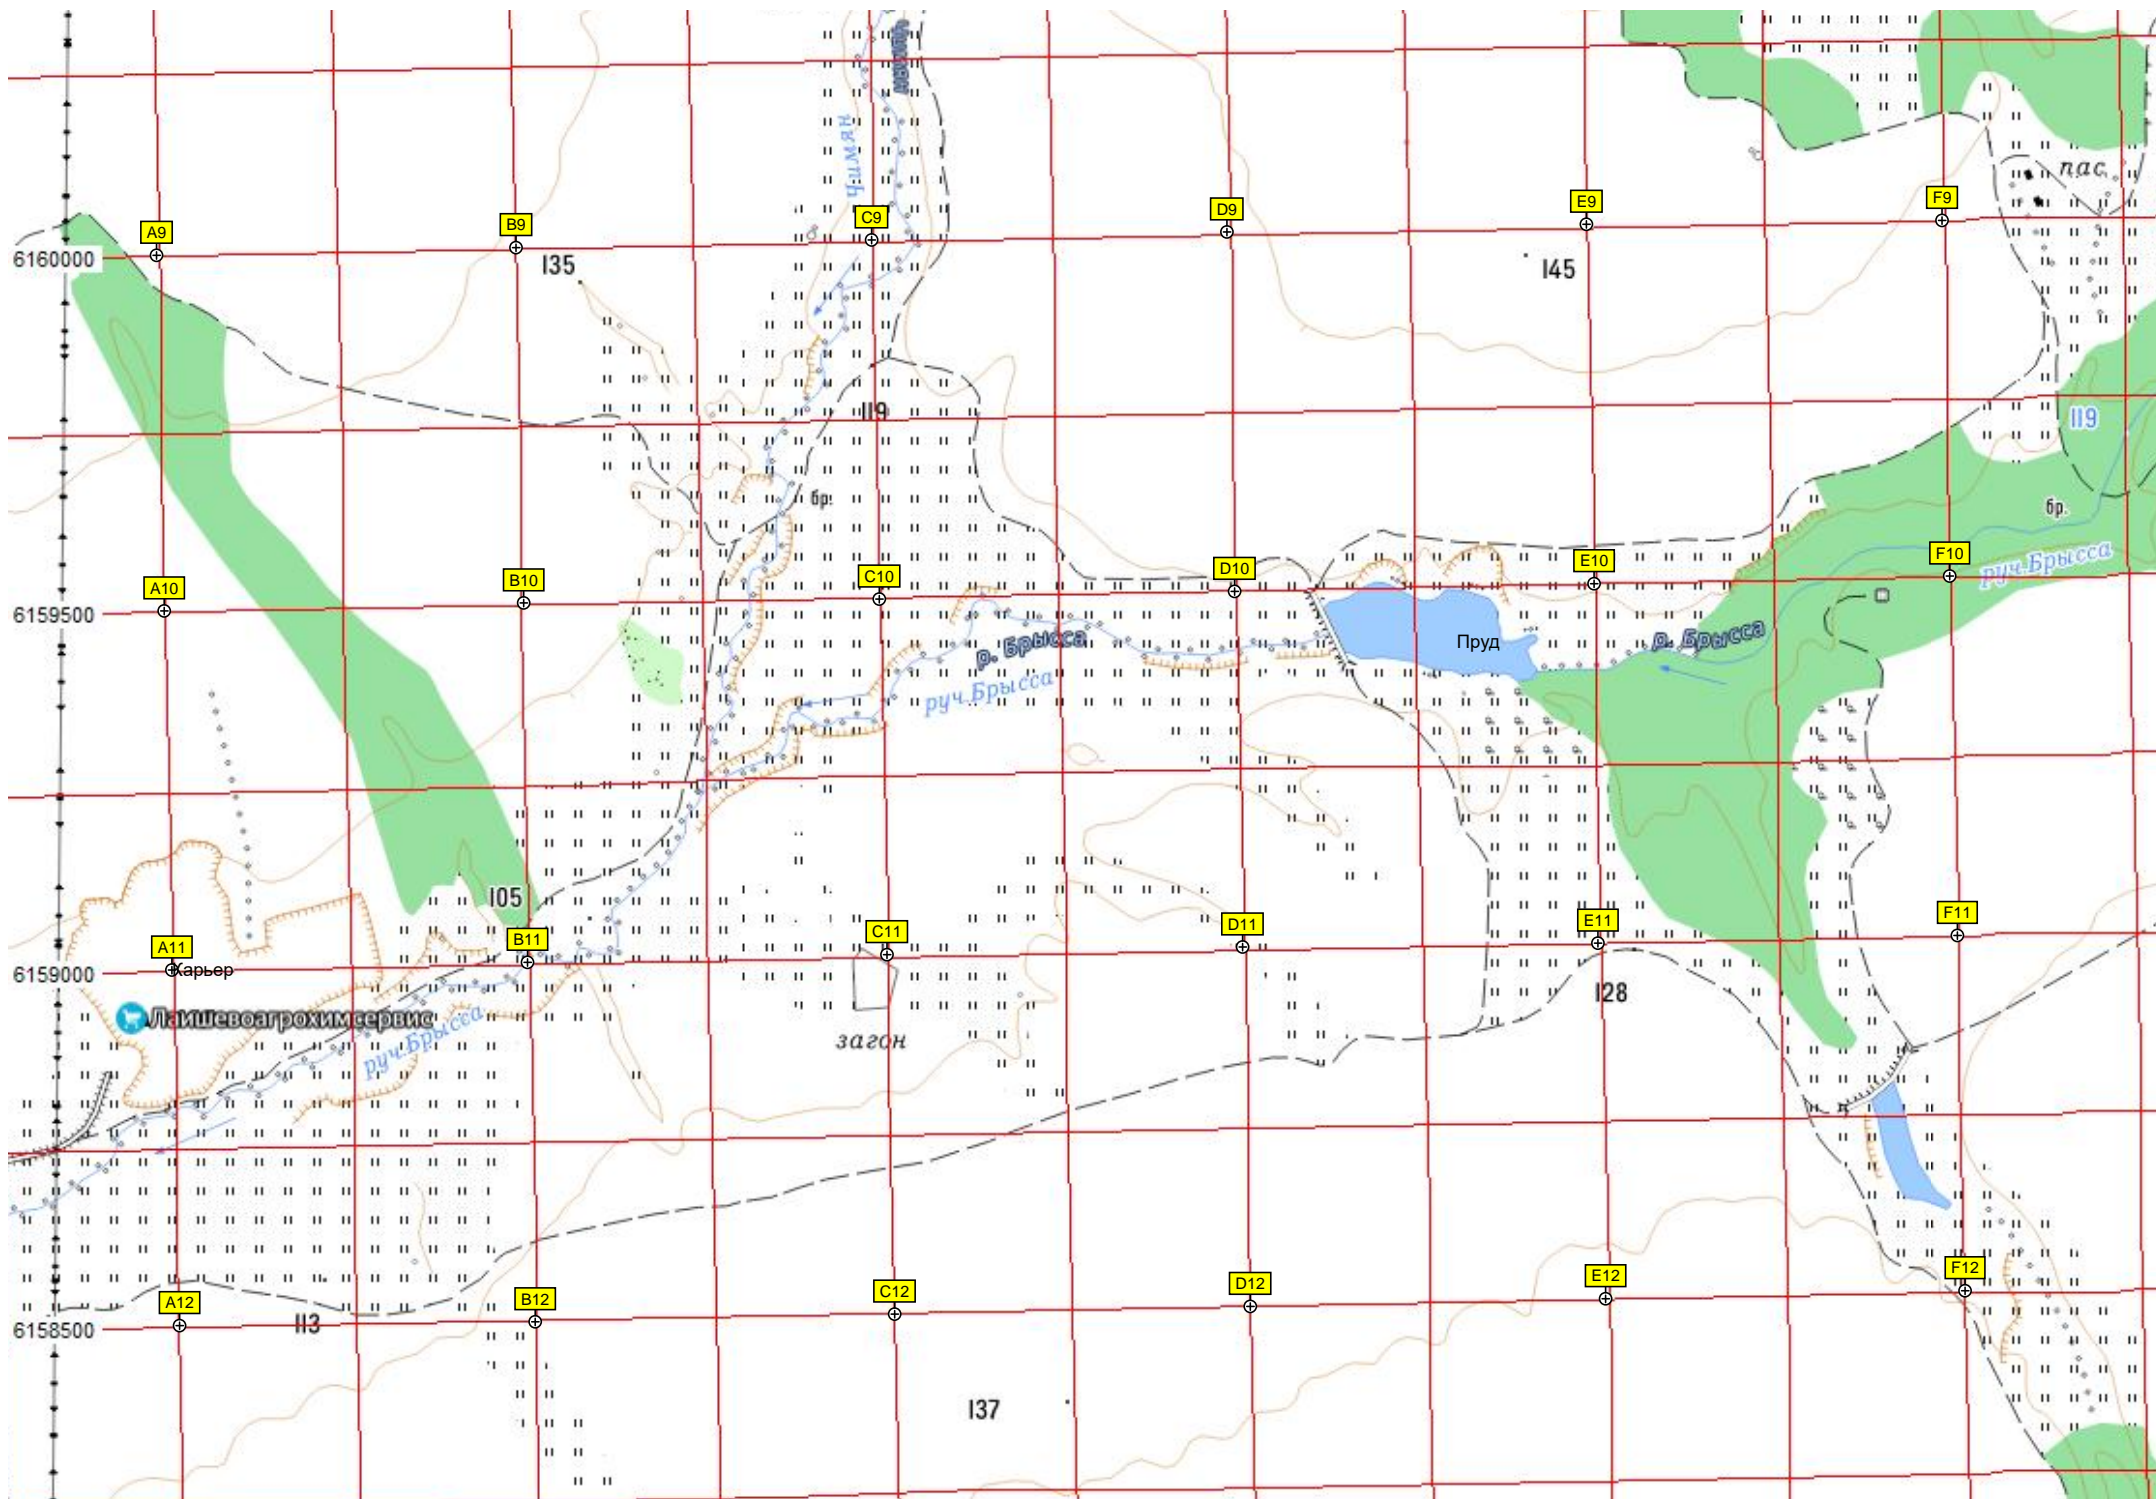 Чимган
пас.
A9
B9
C9
D9
E9
F9
6160000
135
145
119
119
бр.
бр.
A10
B10
C10
D10
E10
F10
6159500
руч.Брысса
р. Брысса
Пруд
р. Брысса
руч.Брысса
105
A11
B11
C11
D11
E11
F11
6159000
Карьер
128
Лаишевоагрохимсервис
руч.Брысса
загон
A12
B12
C12
D12
E12
F12
6158500
113
137